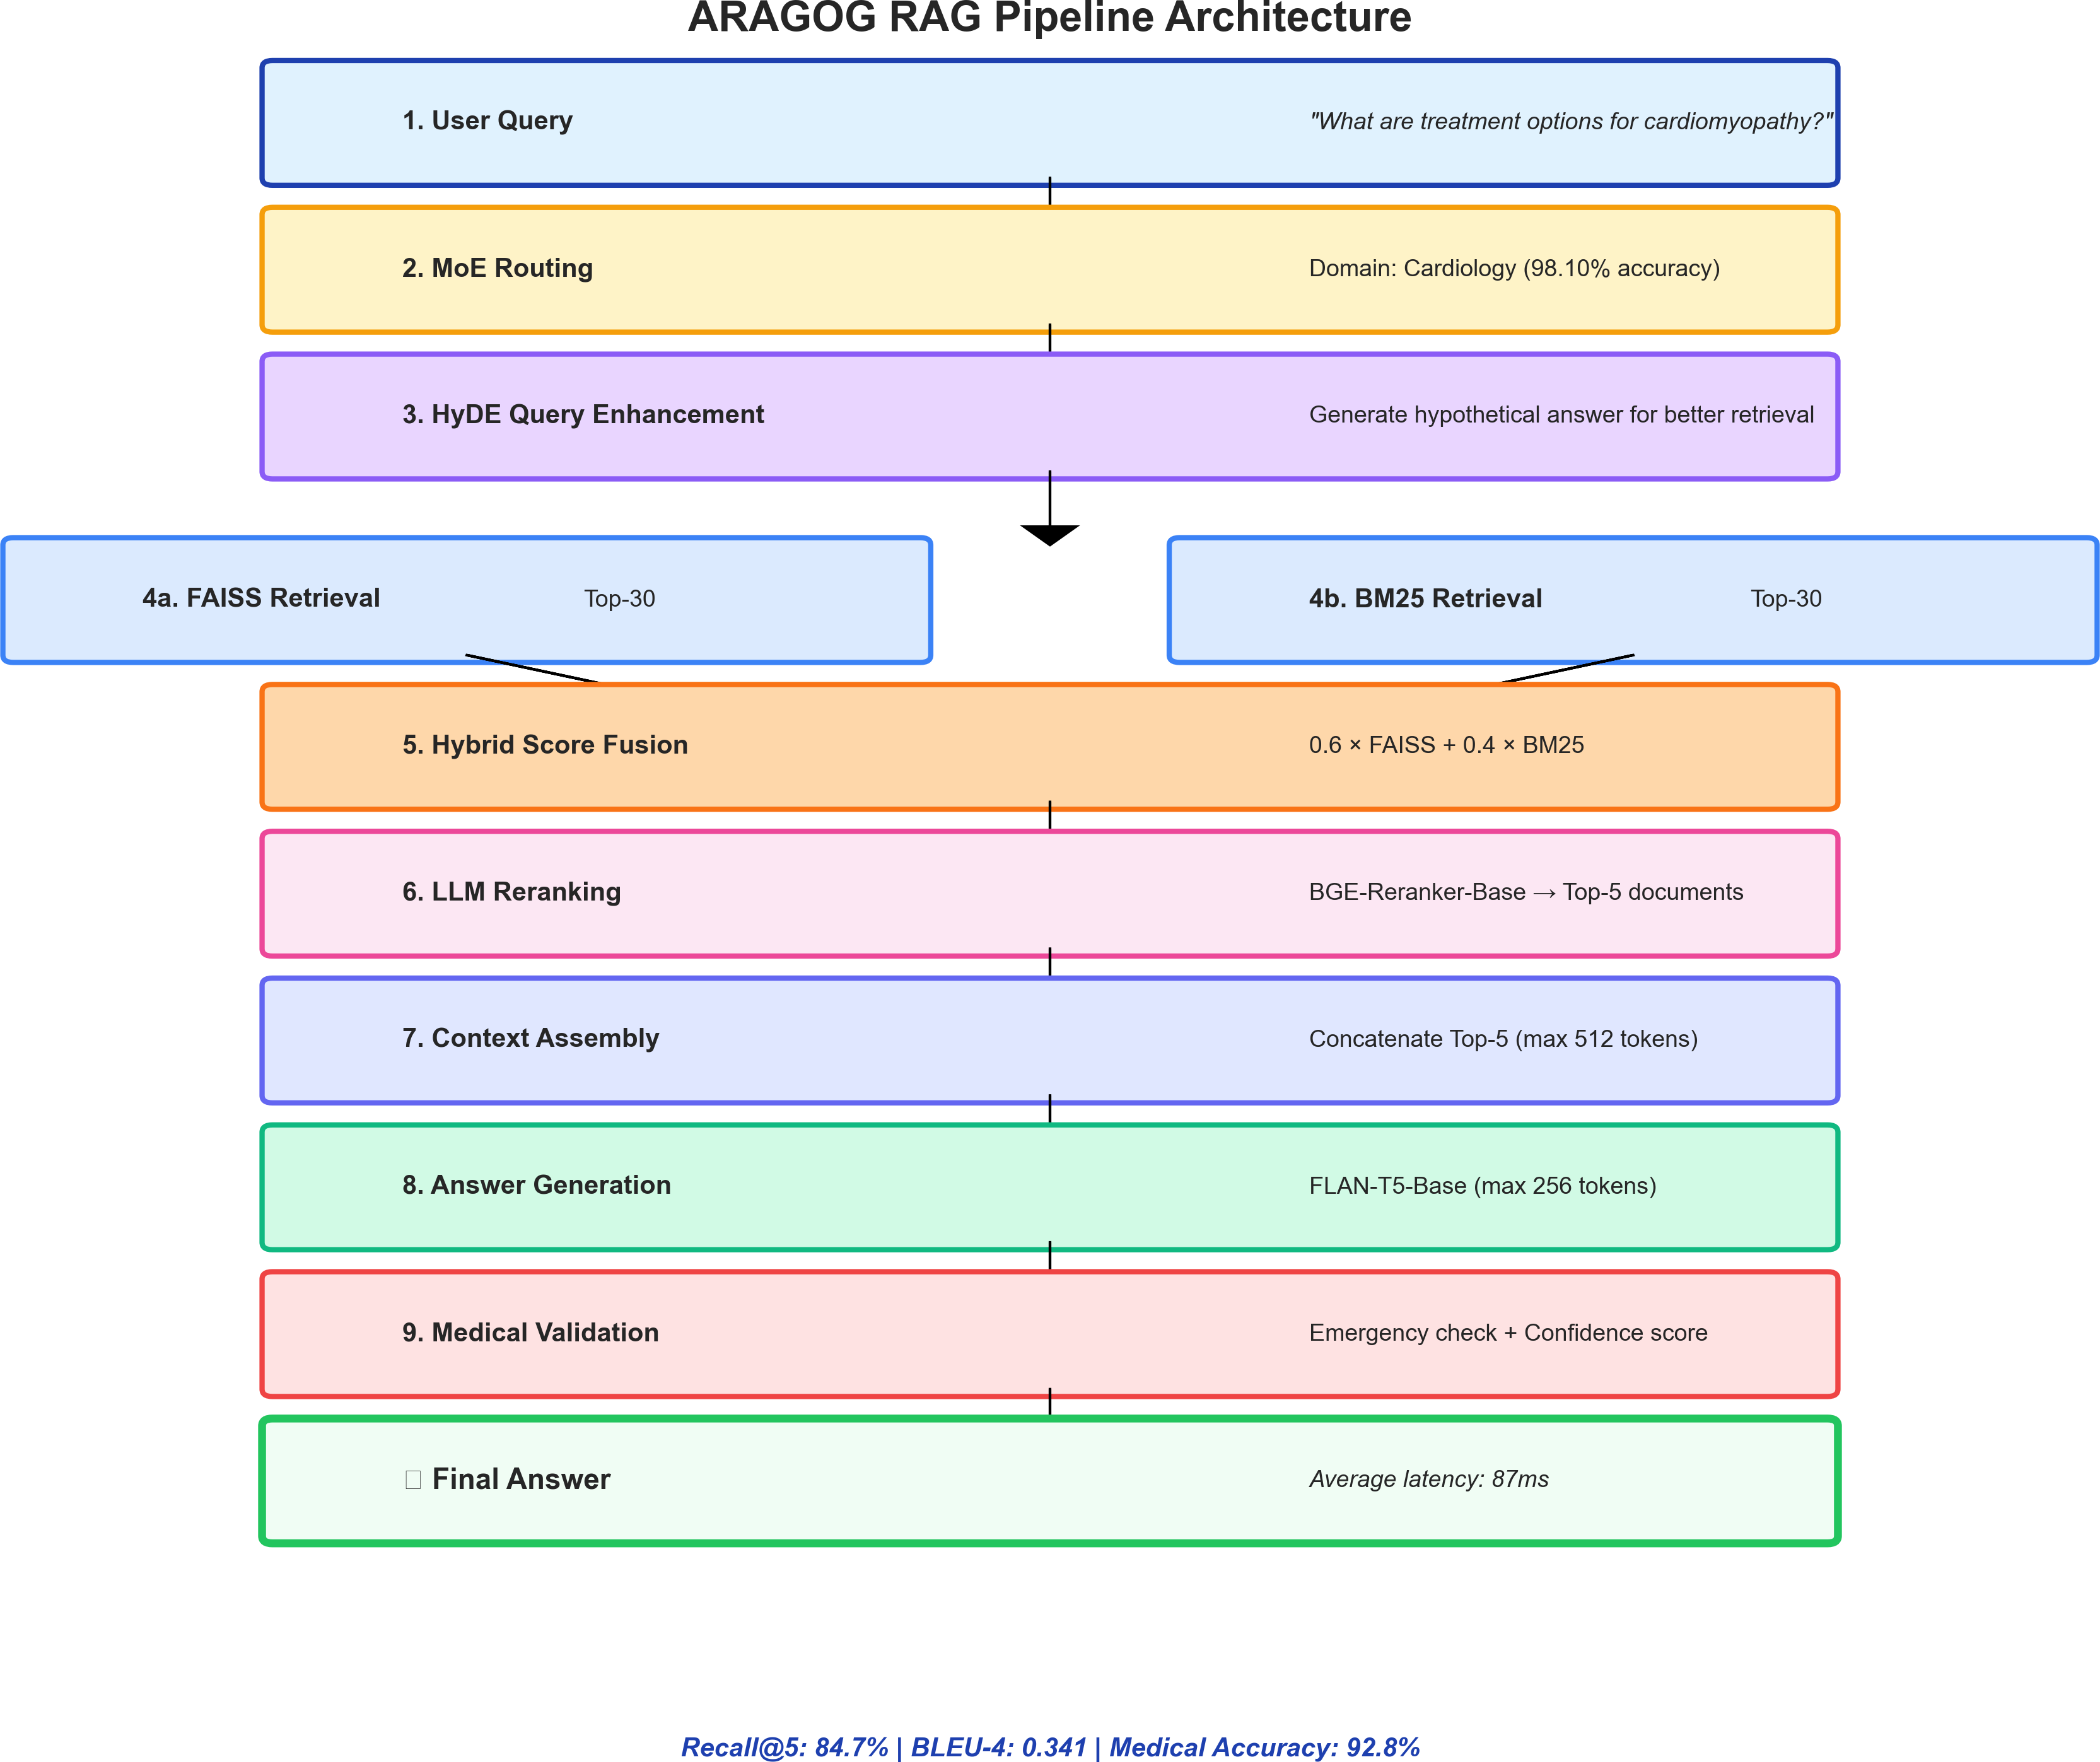 ARAGOG RAG Pipeline Architecture
1. User Query
"What are treatment options for cardiomyopathy?"
2. MoE Routing
Domain: Cardiology (98.10% accuracy)
3. HyDE Query Enhancement
Generate hypothetical answer for better retrieval
4a. FAISS Retrieval
Top-30
4b. BM25 Retrieval
Top-30
5. Hybrid Score Fusion
0.6 × FAISS + 0.4 × BM25
6. LLM Reranking
BGE-Reranker-Base → Top-5 documents
7. Context Assembly
Concatenate Top-5 (max 512 tokens)
8. Answer Generation
FLAN-T5-Base (max 256 tokens)
9. Medical Validation
Emergency check + Confidence score
Final Answer
Average latency: 87ms
Recall@5: 84.7% | BLEU-4: 0.341 | Medical Accuracy: 92.8%